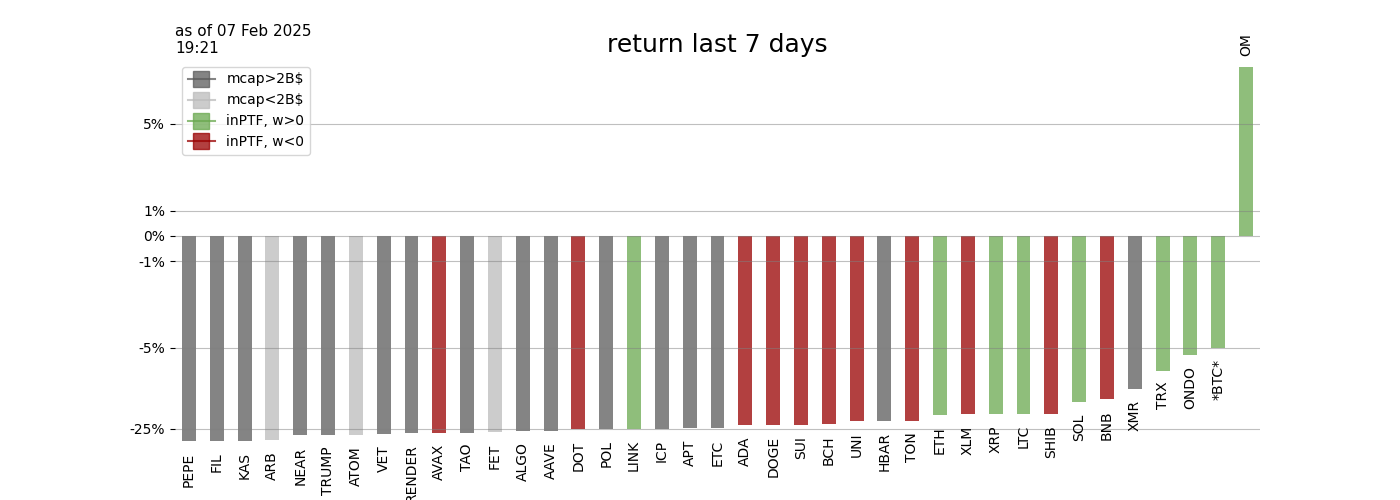 as of 07 Feb 2025
19:21
return last 7 days
mcap>2B$
mcap<2B$
inPTF, w>0
inPTF, w<0
5%
1%
0%
-1%
-5%
-25%
PEPE
FIL
KAS
ARB
NEAR
TRUMP
ATOM
VET
RENDER
AVAX
TAO
FET
ALGO
AAVE
DOT
POL
LINK
ICP
APT
ETC
ADA
DOGE
SUI
BCH
UNI
HBAR
TON
ETH
XLM
XRP
LTC
SHIB
SOL
BNB
XMR
TRX
ONDO
*BTC*
OM